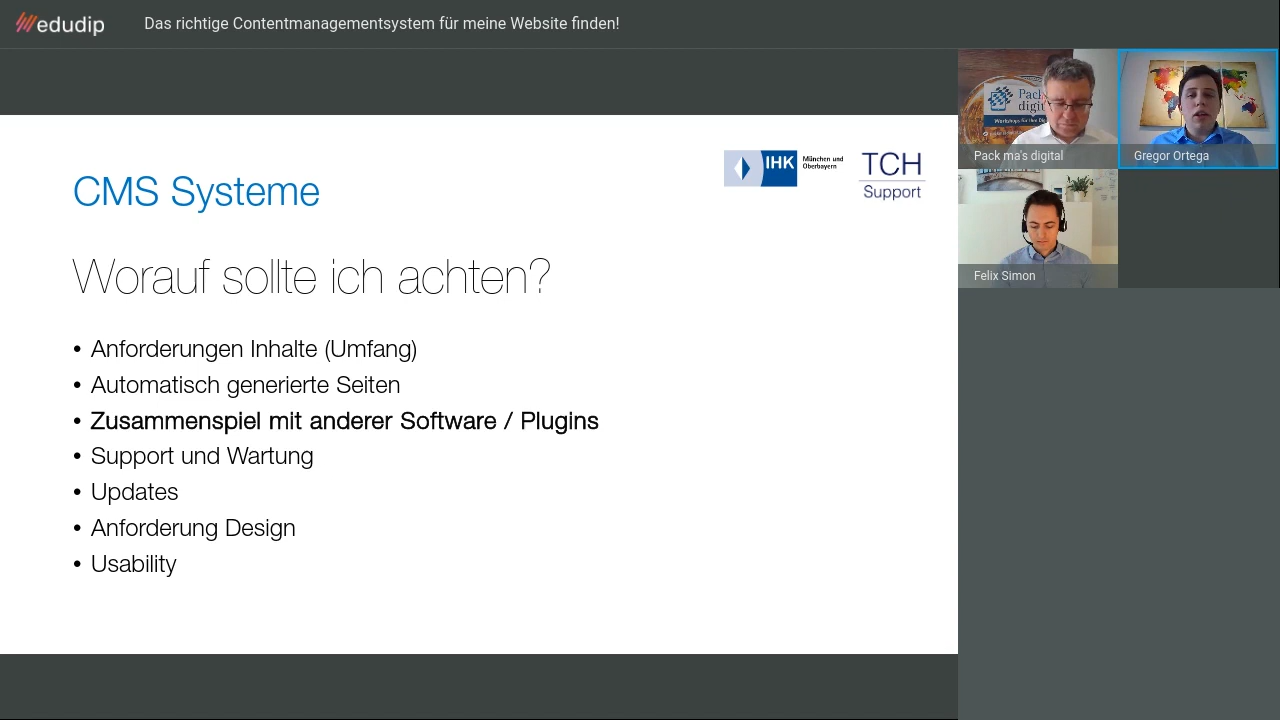 edudip
Das richtige Contentmanagementsystem für meine Website finden!
CMS Systeme
IHK
München und
Oberbayern
TCH
Support
Worauf sollte ich achten?
• Anforderungen Inhalte (Umfang)
• Automatisch generierte Seiten
• Zusammenspiel mit anderer Software / Plugins
• Support und Wartung
• Updates
• Anforderung Design
• Usability
Pack
digit
Pack ma's digital
Gregor Ortega
Felix Simon